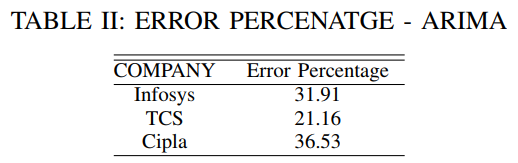 TABLE II: ERROR PERCENATGE - ARIMA
COMPANY Error Percentage
Infosys 31.91
TCS 21.16
Cipla 36.53